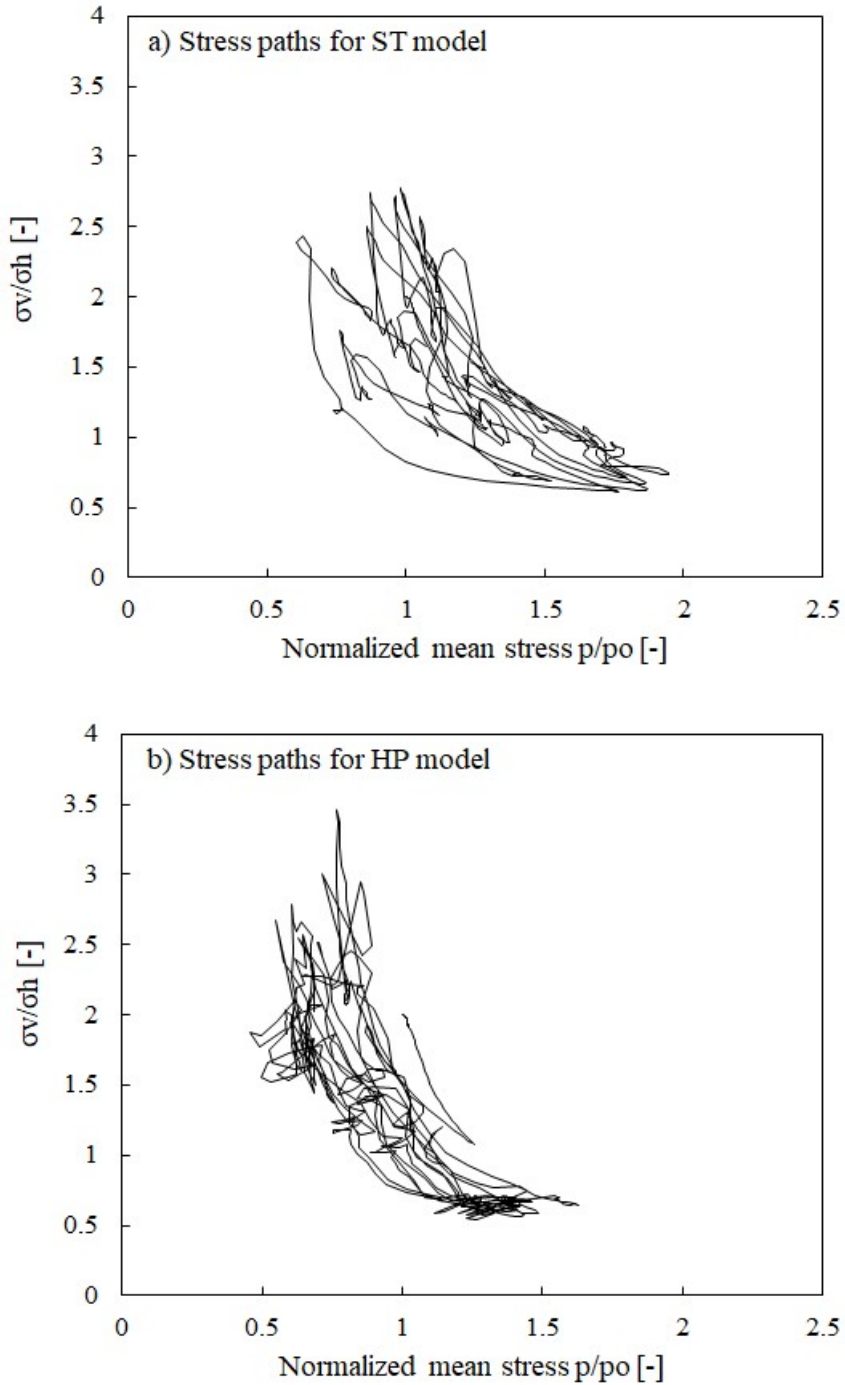 a) Stress paths for ST model
4
3.5
3
2.5
2
1.5
1
0.5
0
σv/σh [-]
0 0.5 1 1.5 2 2.5
Normalized mean stress p/po [-]
b) Stress paths for HP model
4
3.5
3
2.5
2
1.5
1
0.5
0
σv/σh [-]
0 0.5 1 1.5 2 2.5
Normalized mean stress p/po [-]